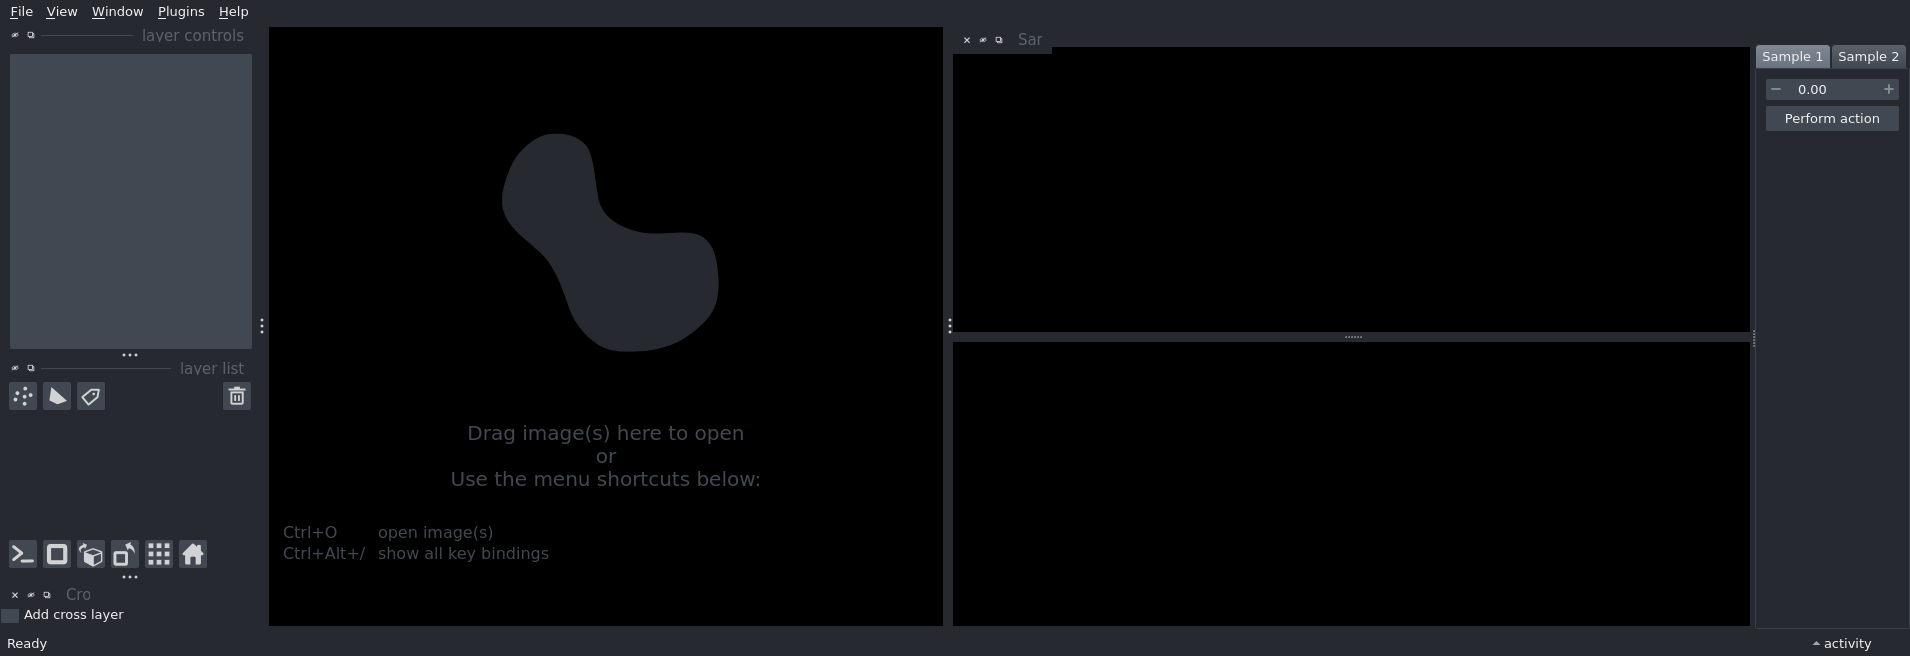 File View Window Plugins Help
layer controls
Sar
Sample 1 Sample 2
0.00
Perform action
layer list
Drag image(s) here to open
or
Use the menu shortcuts below:
Ctrl+O open image(s)
Ctrl+Alt+/ show all key bindings
Cro
Add cross layer
Ready
activity